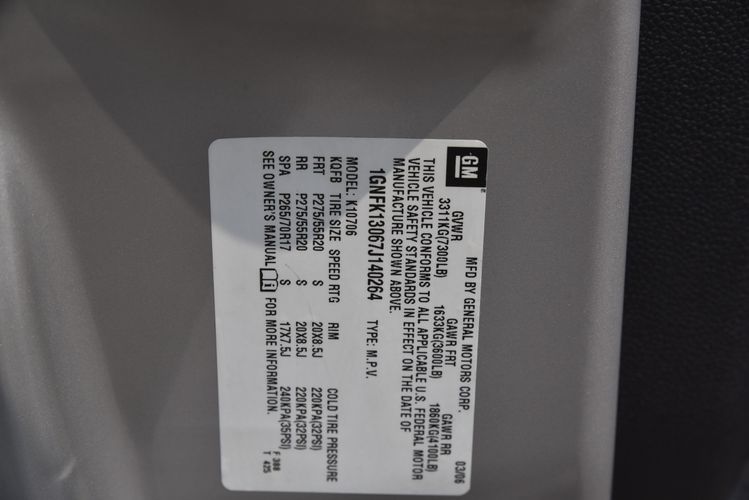 GM
MFD BY GENERAL MOTORS CORP. 03/06
GVWR GAWR FRT GAWR RR
3311KG(7300LB) 1633KG(3600LB) 1860KG(4100LB)
THIS VEHICLE CONFORMS TO ALL APPLICABLE U.S. FEDERAL MOTOR
VEHICLE SAFETY STANDARDS IN EFFECT ON THE DATE OF
MANUFACTURE SHOWN ABOVE.
1GNFK13067J140264 TYPE: M.P.V.
MODEL: K10706
KQFB TIRE SIZE SPEED RTG RIM COLD TIRE PRESSURE
FRT P275/55R20 S 20X8.5J 220KPA(32PSI)
RR P275/55R20 S 20X8.5J 220KPA(32PSI)
SPA P265/70R17 S 17X7.5J 240KPA(35PSI)
SEE OWNER'S MANUAL i FOR MORE INFORMATION.
F 388
T 425